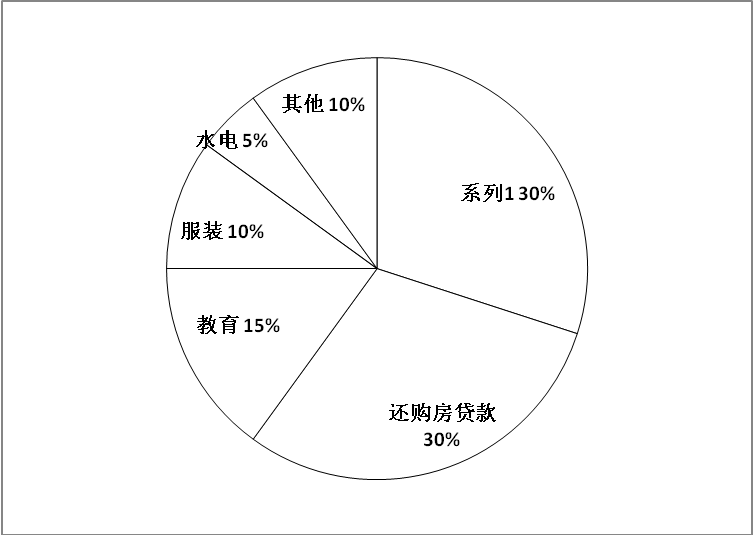 其他 10%
水电 5%
系列1 30%
服装 10%
教育 15%
还购房贷款
30%